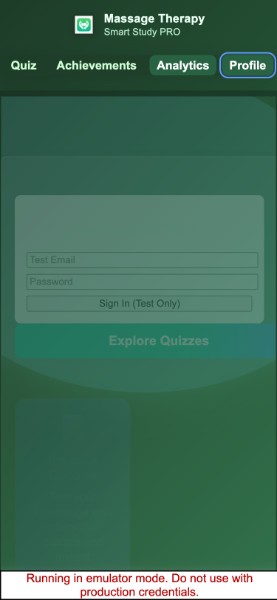 Massage Therapy
Smart Study PRO
Quiz Achievements Analytics Profile
Test Email
Password
Sign In (Test Only)
Explore Quizzes
Running in emulator mode. Do not use with
production credentials.